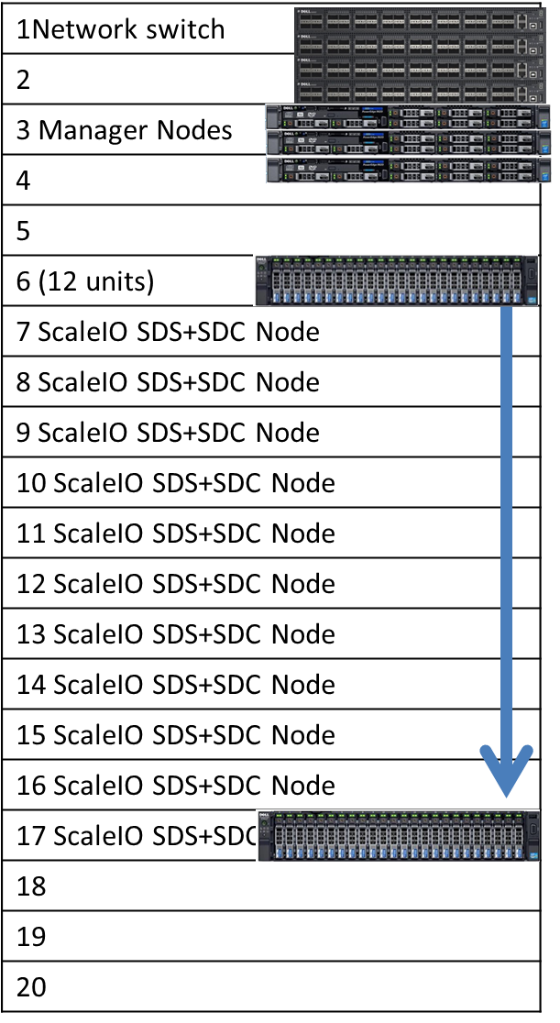 1Network switch
2
3 Manager Nodes
4
5
6 (12 units)
7 ScaleIO SDS+SDC Node
8 ScaleIO SDS+SDC Node
9 ScaleIO SDS+SDC Node
10 ScaleIO SDS+SDC Node
11 ScaleIO SDS+SDC Node
12 ScaleIO SDS+SDC Node
13 ScaleIO SDS+SDC Node
14 ScaleIO SDS+SDC Node
15 ScaleIO SDS+SDC Node
16 ScaleIO SDS+SDC Node
17 ScaleIO SDS+SDC
18
19
20